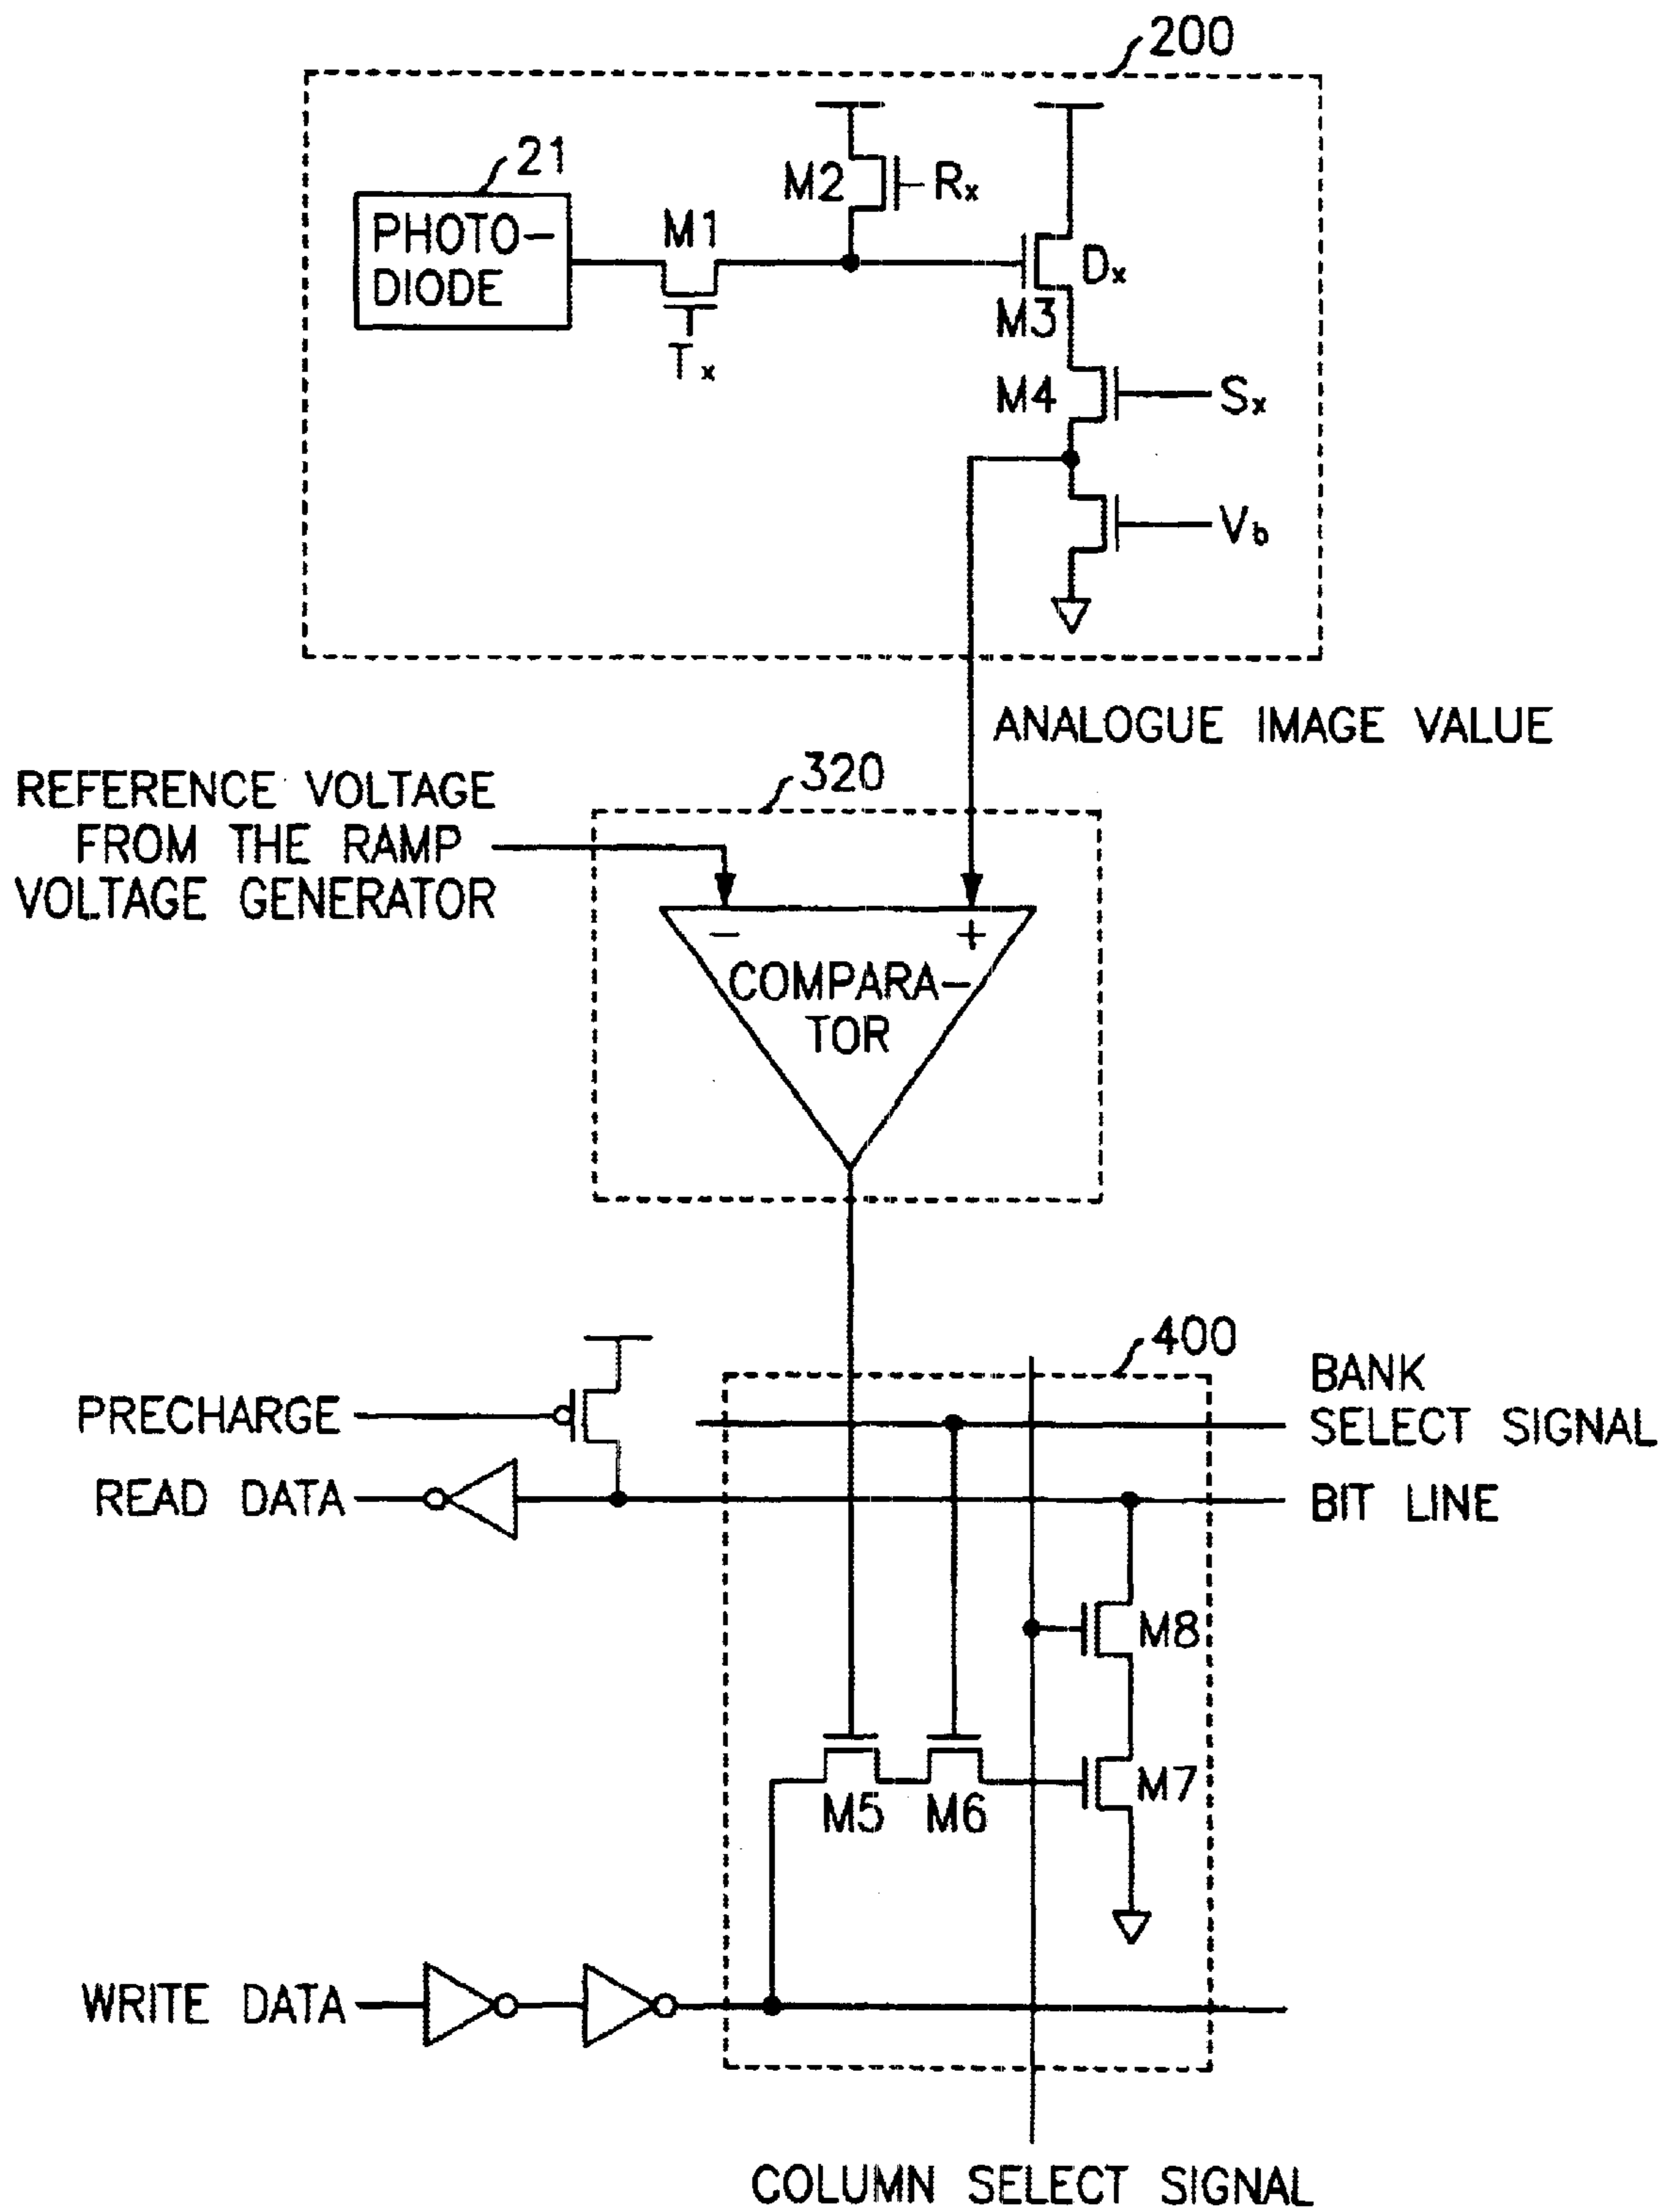 200
21
PHOTO-
DIODE
M1
Tx
M2
Rx
Dx
M3
M4
Sx
Vb
ANALOGUE IMAGE VALUE
REFERENCE VOLTAGE
FROM THE RAMP
VOLTAGE GENERATOR
320
- +
COMPARA-
TOR
400
PRECHARGE
BANK
SELECT SIGNAL
READ DATA
BIT LINE
M8
M5
M6
M7
WRITE DATA
COLUMN SELECT SIGNAL